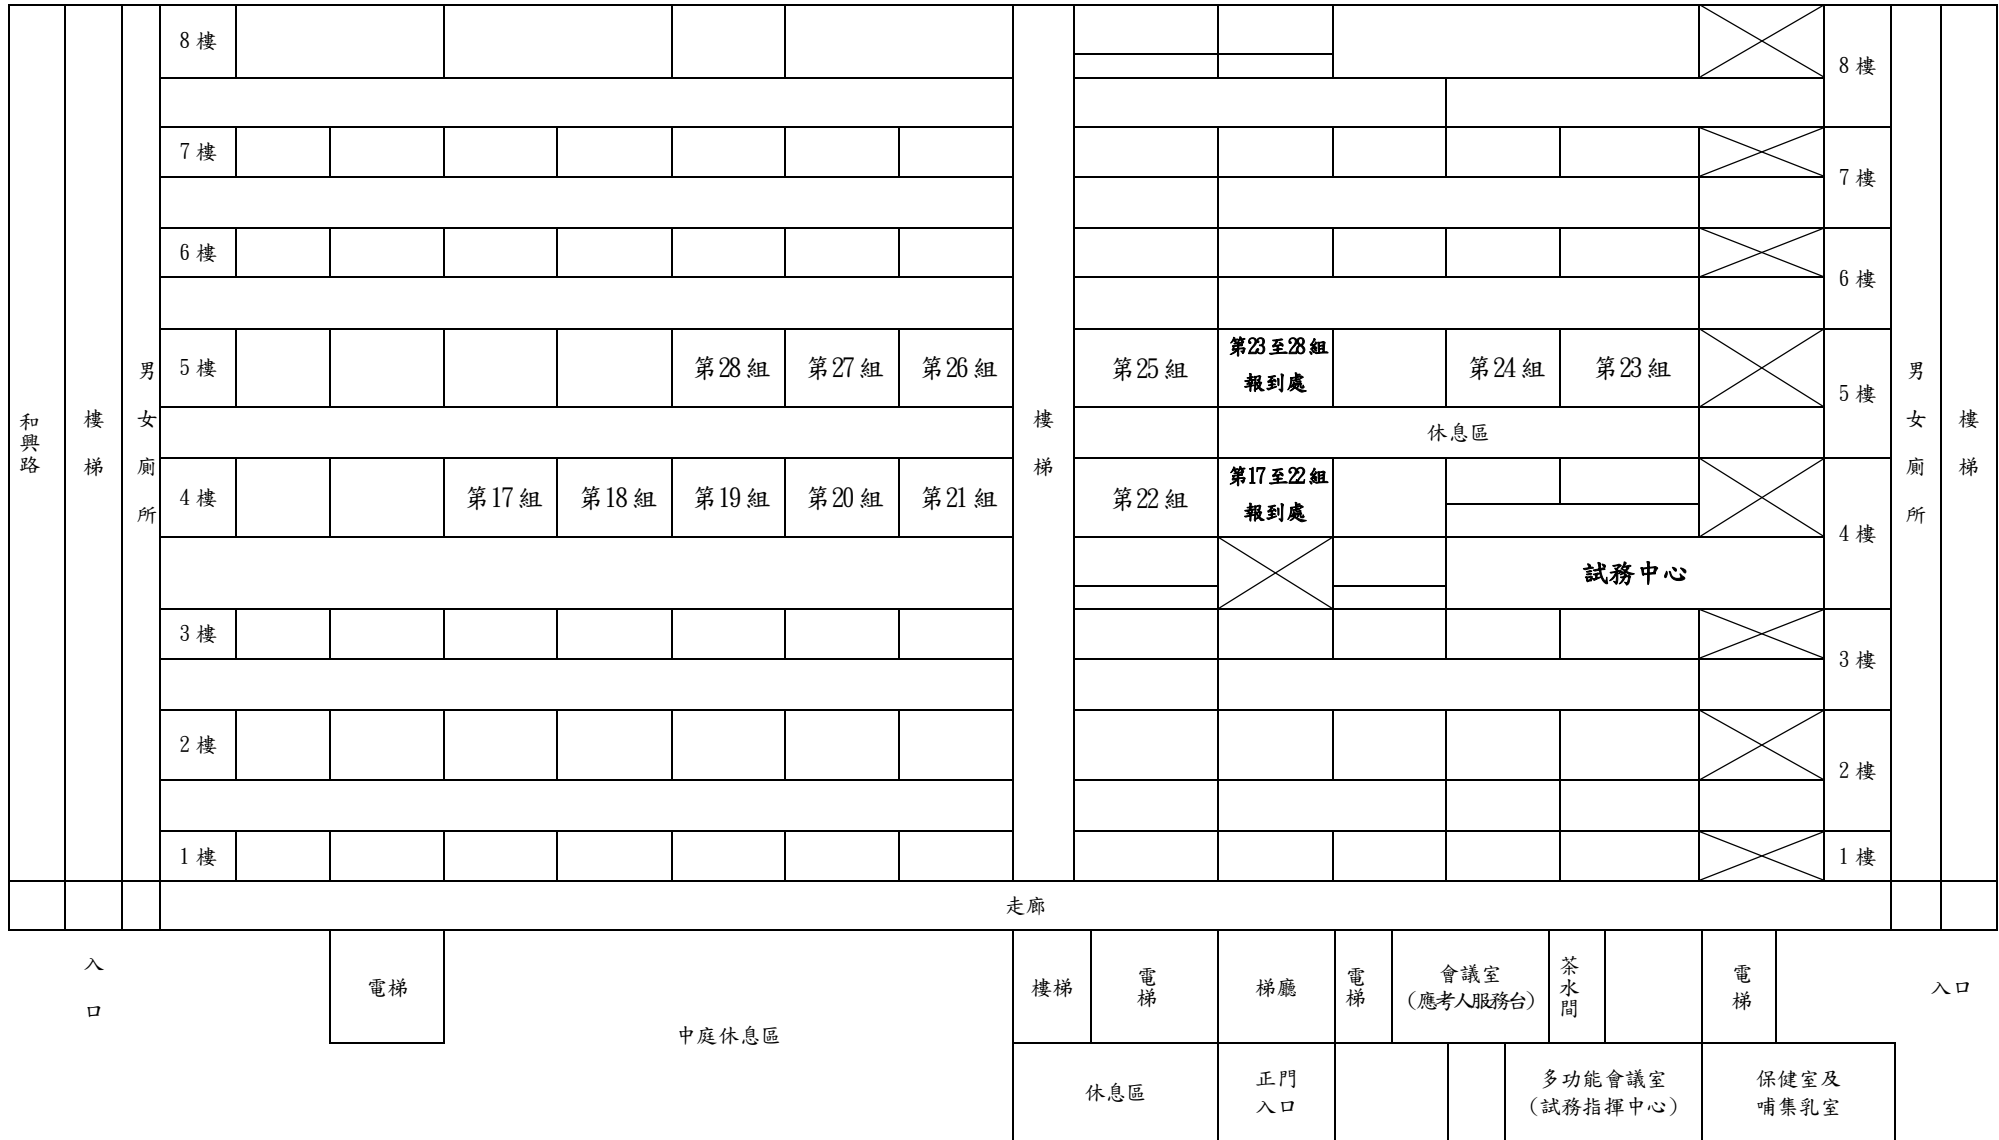 8樓
8樓
7樓
7樓
6樓
6樓
5樓
第28組
第27組
第26組
第25組
第23至28組
報到處
第24組
第23組
5樓
休息區
和興路
樓梯
男女廁所
樓梯
男女廁所
樓梯
4樓
第17組
第18組
第19組
第20組
第21組
第22組
第17至22組
報到處
4樓
試務中心
3樓
3樓
2樓
2樓
1樓
1樓
走廊
入口
電梯
中庭休息區
樓梯
電梯
梯廳
電梯
會議室
(應考人服務台)
茶水間
電梯
入口
休息區
正門
入口
多功能會議室
(試務指揮中心)
保健室及
哺集乳室